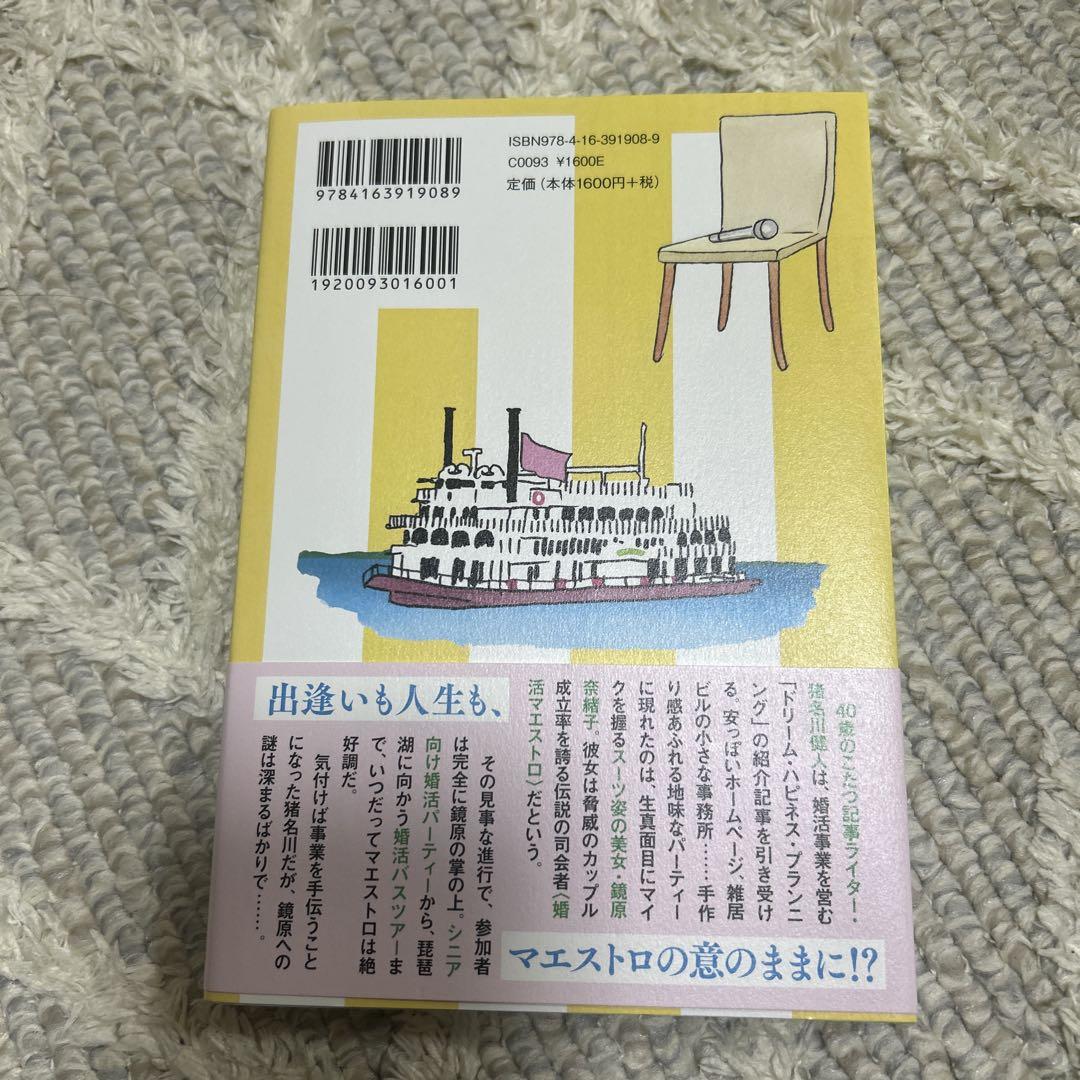 ISBN978-4-16-391908-9
C0093 ¥1600E
定価（本体1600円+税）
9784163919089
1920093016001
出逢いも人生も、
40歳のこたつ記事ライター・
猪名川健人は、婚活事業を営む
「ドリーム・ハピネス・プランニ
ング」の紹介記事を引き受け
る。安っぽいホームページ、雑居
ビルの小さな事務所……手作
り感あふれる地味なパーティー
に現れたのは、生真面目にマイ
クを握るスーツ姿の美女・鏡原
奈緒子。彼女は脅威のカップル
成立率を誇る伝説の司会者〈婚
活マエストロ〉だという。
その見事な進行で、参加者
は完全に鏡原の掌の上。シニア
向け婚活パーティーから、琵琶
湖に向かう婚活バスツアーま
で、いつだってマエストロは絶
好調だ。
気付けば事業を手伝うこと
になった猪名川だが、鏡原への
謎は深まるばかりで……。
マエストロの意のままに!?